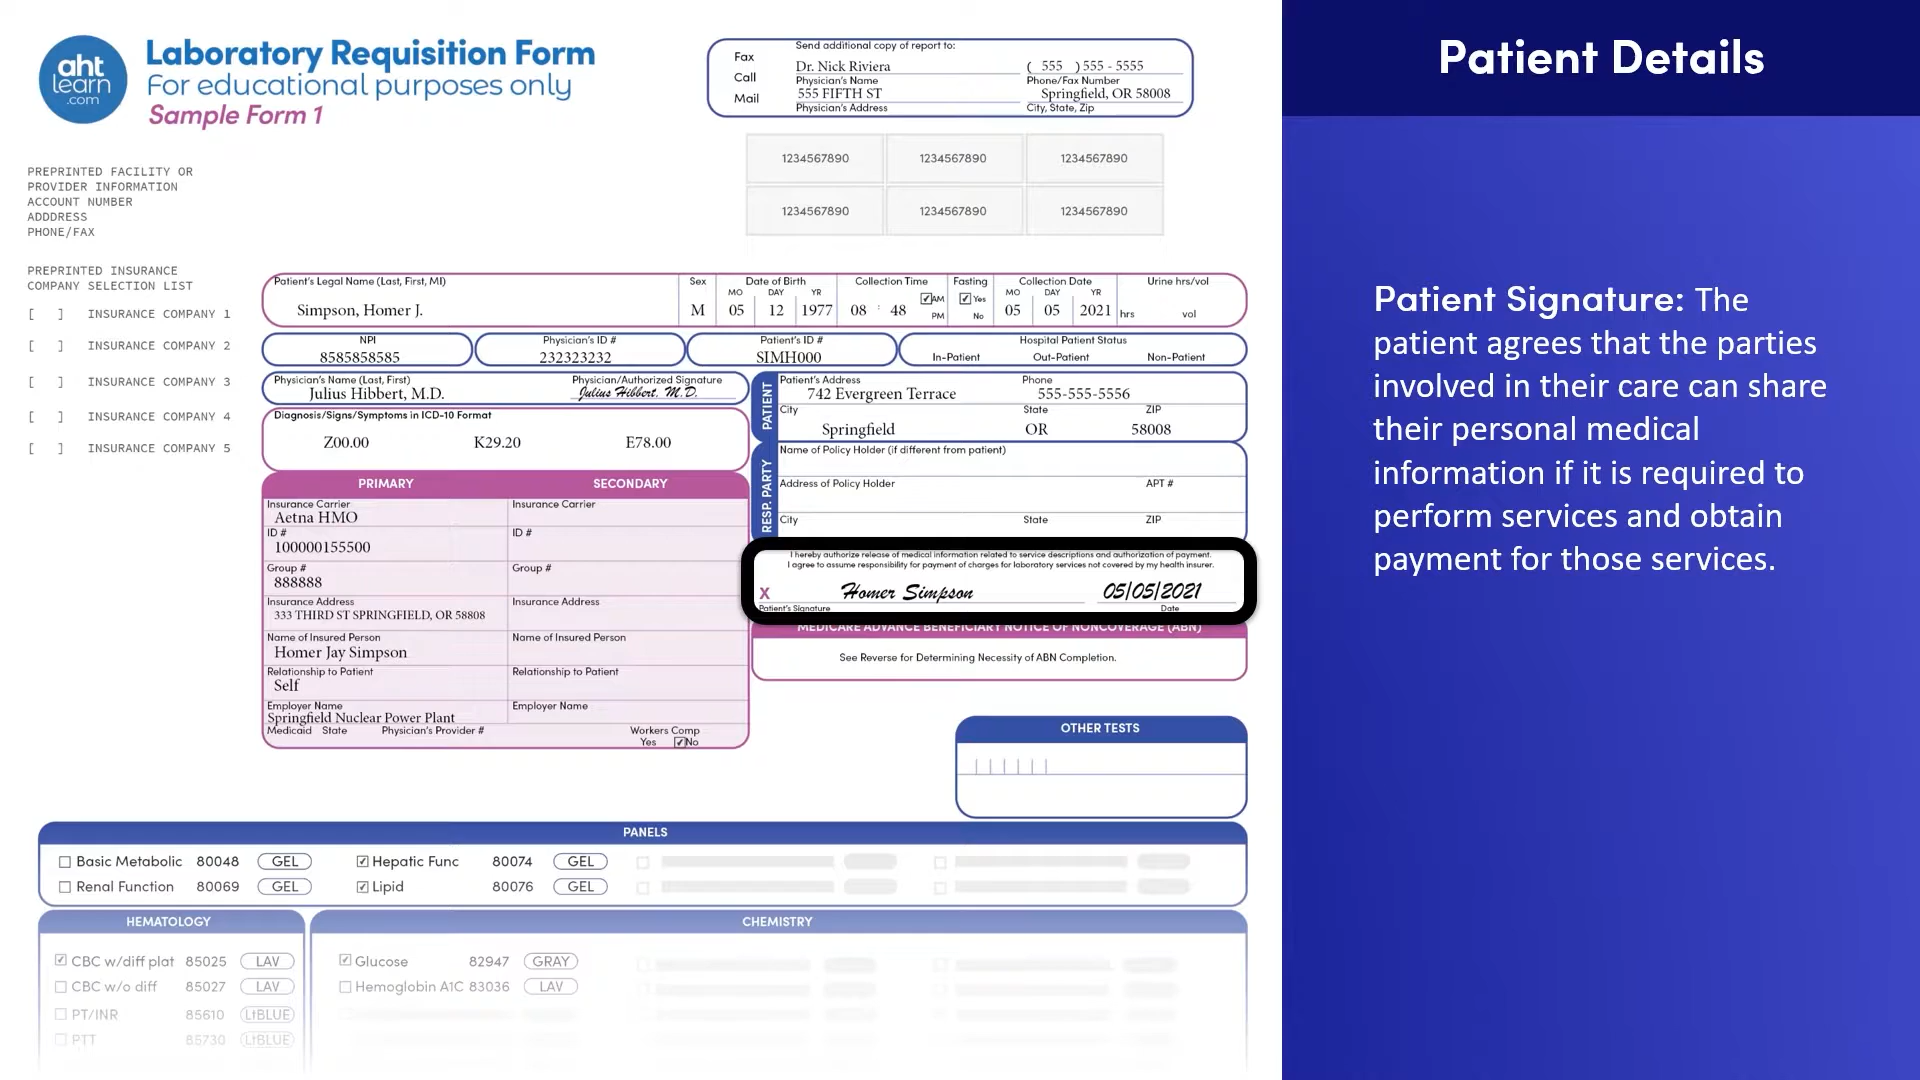 aht
learn
.com
Laboratory Requisition Form
For educational purposes only
Sample Form 1
Fax
Call
Mail
Send additional copy of report to:
Dr. Nick Riviera ( 555 ) 555 - 5555
Physician's Name Phone/Fax Number
555 FIFTH ST Springfield, OR 58008
Physician's Address City, State, Zip
1234567890 1234567890 1234567890
1234567890 1234567890 1234567890
PREPRINTED FACILITY OR
PROVIDER INFORMATION
ACCOUNT NUMBER
ADDDRESS
PHONE/FAX
PREPRINTED INSURANCE
COMPANY SELECTION LIST
[ ] INSURANCE COMPANY 1
[ ] INSURANCE COMPANY 2
[ ] INSURANCE COMPANY 3
[ ] INSURANCE COMPANY 4
[ ] INSURANCE COMPANY 5
Patient's Legal Name (Last, First, MI) Sex Date of Birth Collection Time Fasting Collection Date Urine hrs/vol
MO DAY YR AM Yes MO DAY YR
Simpson, Homer J. M 05 12 1977 08 : 48 05 05 2021 hrs vol
PM No
NPI Physician's ID # Patient's ID # Hospital Patient Status
8585858585 232323232 SIMH000 In-Patient Out-Patient Non-Patient
Physician's Name (Last, First) Physician/Authorized Signature
Julius Hibbert, M.D. Julius Hibbert, M.D.
Diagnosis/Signs/Symptoms in ICD-10 Format
Z00.00 K29.20 E78.00
PATIENT
Patient's Address Phone
742 Evergreen Terrace 555-555-5556
City State ZIP
Springfield OR 58008
RESP. PARTY
Name of Policy Holder (if different from patient)
Address of Policy Holder APT #
City State ZIP
PRIMARY SECONDARY
Insurance Carrier Insurance Carrier
Aetna HMO
ID # ID #
100000155500
Group # Group #
888888
Insurance Address Insurance Address
333 THIRD ST SPRINGFIELD, OR 58808
Name of Insured Person Name of Insured Person
Homer Jay Simpson
Relationship to Patient Relationship to Patient
Self
Employer Name Employer Name
Springfield Nuclear Power Plant
Medicaid State Physician's Provider # Workers Comp
Yes No
I hereby authorize release of medical information related to service descriptions and authorization of payment.
I agree to assume responsibility for payment of charges for laboratory services not covered by my health insurer.
X Homer Simpson 05/05/2021
Patient's Signature Date
MEDICARE ADVANCE BENEFICIARY NOTICE OF NONCOVERAGE (ABN)
See Reverse for Determining Necessity of ABN Completion.
OTHER TESTS
PANELS
Basic Metabolic 80048 GEL Hepatic Func 80074 GEL
Renal Function 80069 GEL Lipid 80076 GEL
HEMATOLOGY
CBC w/diff plat 85025 LAV
CBC w/o diff 85027 LAV
PT/INR 85610 LtBLUE
PTT 85730 LtBLUE
CHEMISTRY
Glucose 82947 GRAY
Hemoglobin A1C 83036 LAV
Patient Details
Patient Signature: The
patient agrees that the parties
involved in their care can share
their personal medical
information if it is required to
perform services and obtain
payment for those services.